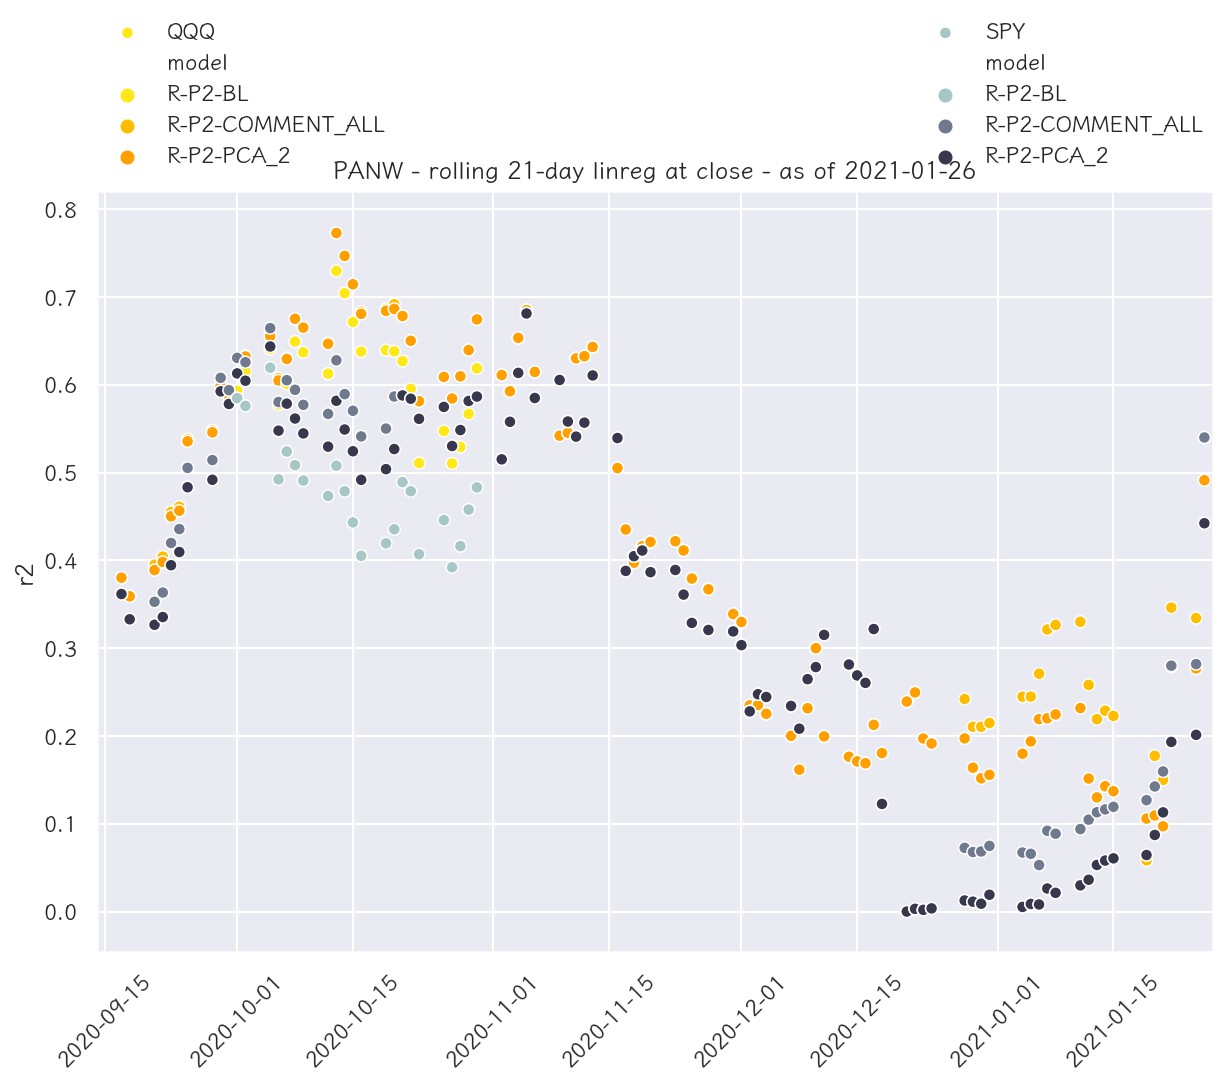 QQQ
model
R-P2-BL
R-P2-COMMENT_ALL
R-P2-PCA_2
SPY
model
R-P2-BL
R-P2-COMMENT_ALL
R-P2-PCA_2
PANW - rolling 21-day linreg at close - as of 2021-01-26
0.8
0.7
0.6
0.5
0.4
0.3
0.2
0.1
0.0
r2
2020-09-15
2020-10-01
2020-10-15
2020-11-01
2020-11-15
2020-12-01
2020-12-15
2021-01-01
2021-01-15